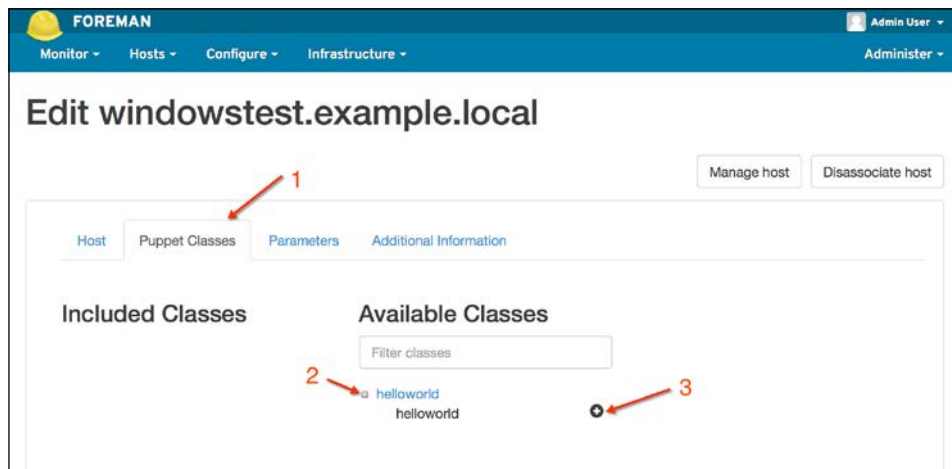 FOREMAN
Admin User
Monitor Hosts Configure Infrastructure Administer
Edit windowstest.example.local
Manage host Disassociate host
1
Host Puppet Classes Parameters Additional Information
Included Classes Available Classes
Filter classes
2 helloworld
helloworld 3